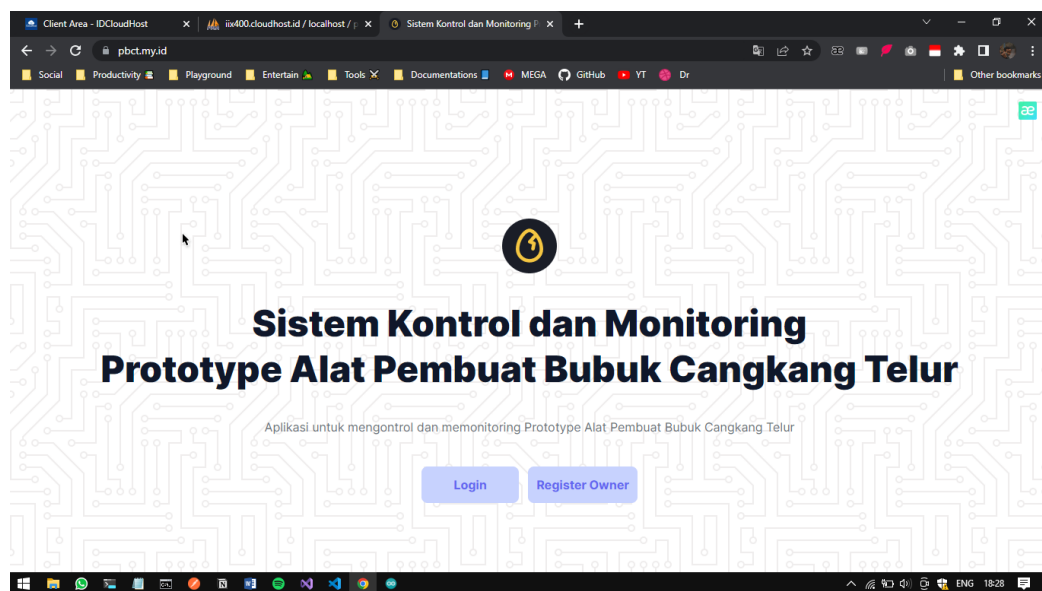 Client Area - IDCloudHost
iix400.cloudhost.id / localhost / p
Sistem Kontrol dan Monitoring P
pbct.my.id
Social
Productivity
Playground
Entertain
Tools
Documentations
MEGA
GitHub
YT
Dr
Other bookmarks
æ
Sistem Kontrol dan Monitoring
Prototype Alat Pembuat Bubuk Cangkang Telur
Aplikasi untuk mengontrol dan memonitoring Prototype Alat Pembuat Bubuk Cangkang Telur
Login
Register Owner
ENG
18:28